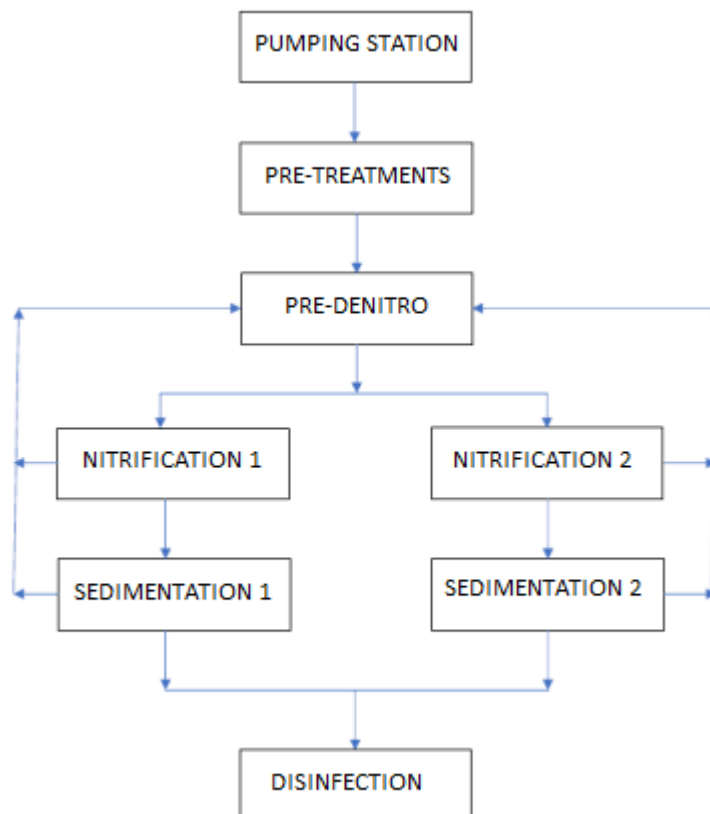 PUMPING STATION
PRE-TREATMENTS
PRE-DENITRO
NITRIFICATION 1
NITRIFICATION 2
SEDIMENTATION 1
SEDIMENTATION 2
DISINFECTION